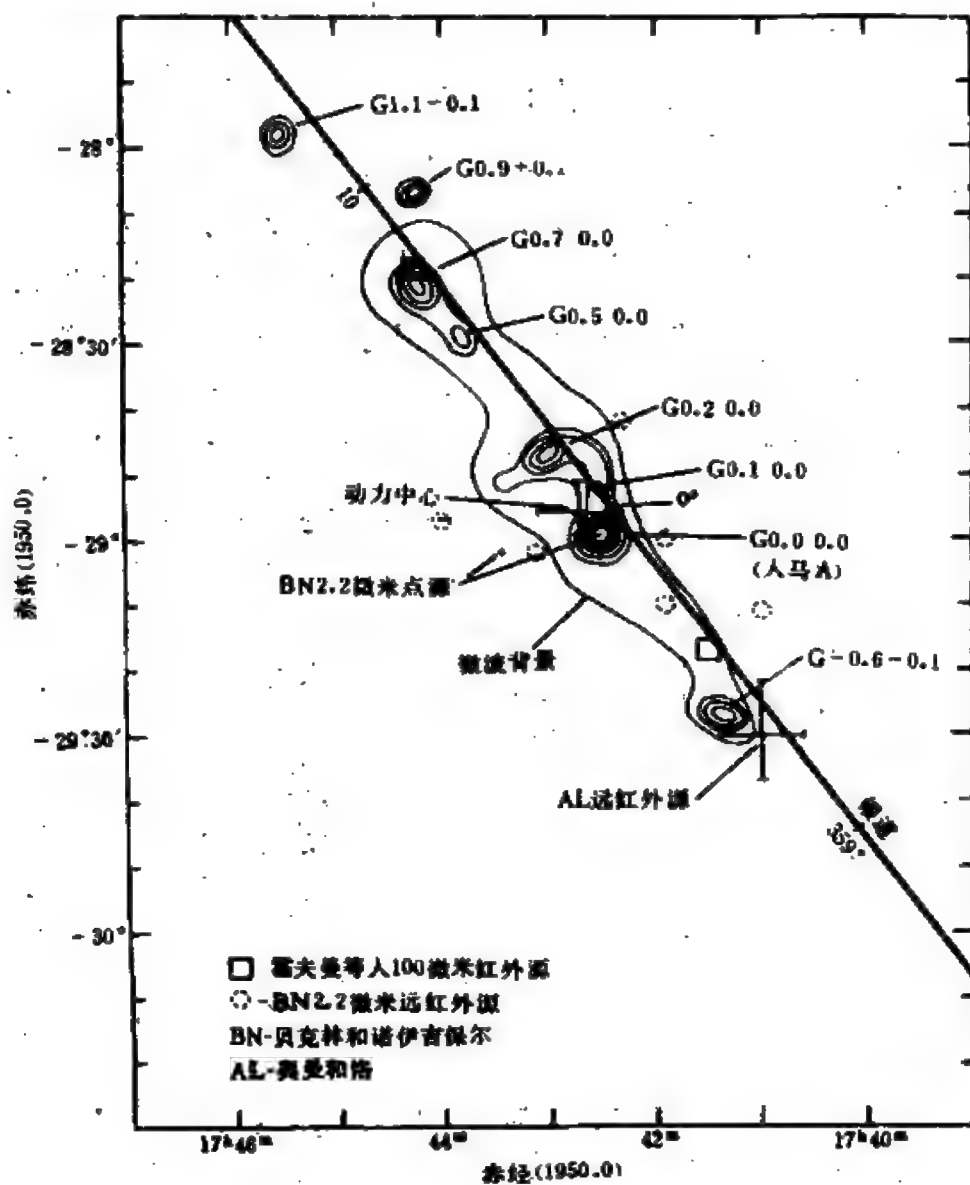 G1.1-0.1
-28°
G0.9+0.
10
G0.7 0.0
G0.5 0.0
-28°30′
G0.2 0.0
G0.1 0.0
动力中心
0°
-29°
G0.0 0.0
(人马A)
BN2.2微米点源
赤纬(1950.0)
微波背景
G-0.6-0.1
-29°30′
AL远红外源
银道
359°
-30°
霍夫曼等人100微米红外源
-BN2.2微米远红外源
BN-贝克林和诺伊吉保尔
AL-奥曼和洛
17ʰ46ᵐ
44ᵐ
42ᵐ
17ʰ40ᵐ
赤经(1950.0)